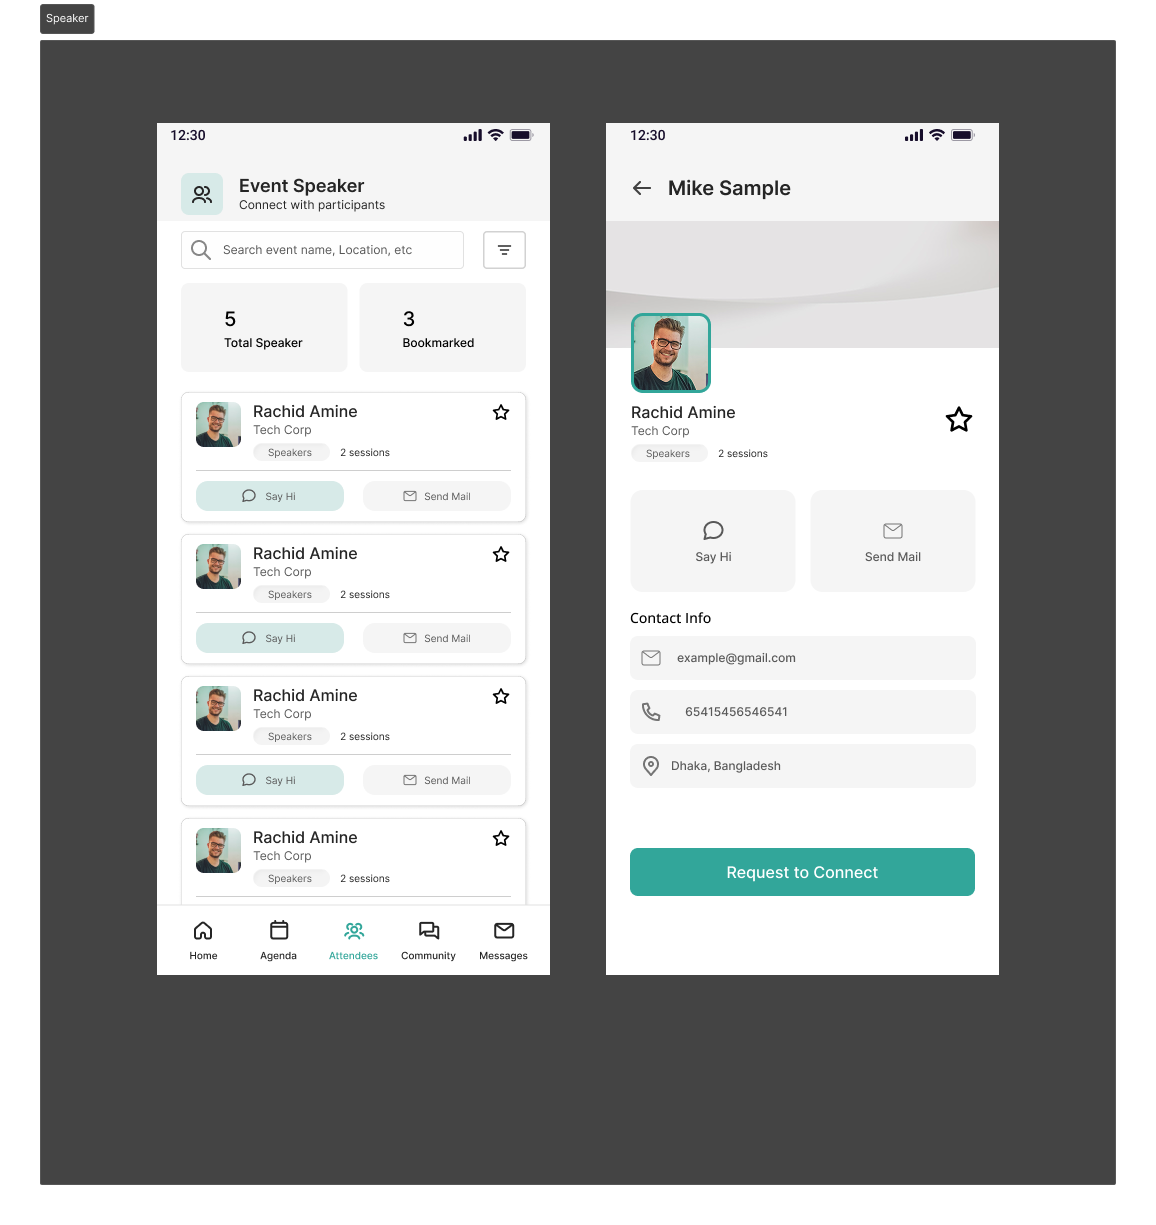 Speaker
12:30
Event Speaker
Connect with participants
Search event name, Location, etc
5
Total Speaker
3
Bookmarked
Rachid Amine
Tech Corp
Speakers 2 sessions
Say Hi
Send Mail
Rachid Amine
Tech Corp
Speakers 2 sessions
Say Hi
Send Mail
Rachid Amine
Tech Corp
Speakers 2 sessions
Say Hi
Send Mail
Rachid Amine
Tech Corp
Speakers 2 sessions
Home
Agenda
Attendees
Community
Messages
12:30
Mike Sample
Rachid Amine
Tech Corp
Speakers 2 sessions
Say Hi
Send Mail
Contact Info
example@gmail.com
65415456546541
Dhaka, Bangladesh
Request to Connect